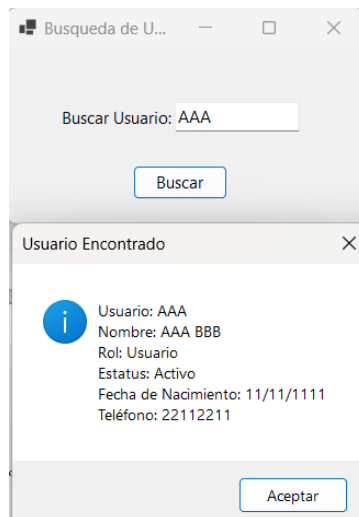 Busqueda de U...
Buscar Usuario: AAA
Buscar
Usuario Encontrado
Usuario: AAA
Nombre: AAA BBB
Rol: Usuario
Estatus: Activo
Fecha de Nacimiento: 11/11/1111
Teléfono: 22112211
Aceptar